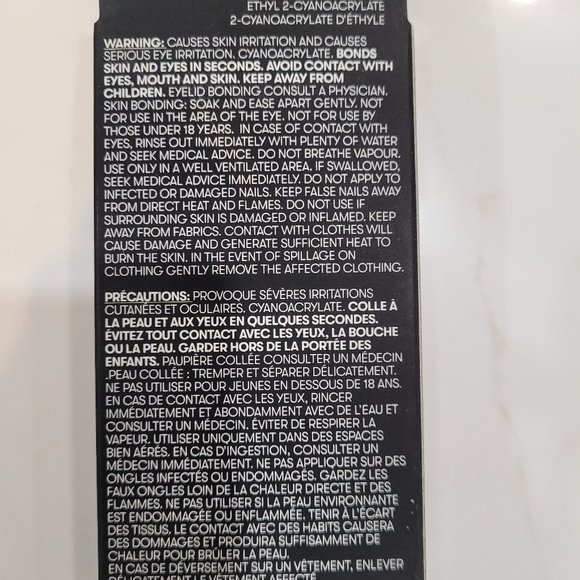 ETHYL 2-CYANOACRYLATE
2-CYANOACRYLATE D'ÉTHYLE
WARNING: CAUSES SKIN IRRITATION AND CAUSES
SERIOUS EYE IRRITATION. CYANOACRYLATE. BONDS
SKIN AND EYES IN SECONDS. AVOID CONTACT WITH
EYES, MOUTH AND SKIN. KEEP AWAY FROM
CHILDREN. EYELID BONDING CONSULT A PHYSICIAN.
SKIN BONDING: SOAK AND EASE APART GENTLY. NOT
FOR USE IN THE AREA OF THE EYE. NOT FOR USE BY
THOSE UNDER 18 YEARS. IN CASE OF CONTACT WITH
EYES, RINSE OUT IMMEDIATELY WITH PLENTY OF WATER
AND SEEK MEDICAL ADVICE. DO NOT BREATHE VAPOUR.
USE ONLY IN A WELL VENTILATED AREA. IF SWALLOWED,
SEEK MEDICAL ADVICE IMMEDIATELY. DO NOT APPLY TO
INFECTED OR DAMAGED NAILS. KEEP FALSE NAILS AWAY
FROM DIRECT HEAT AND FLAMES. DO NOT USE IF
SURROUNDING SKIN IS DAMAGED OR INFLAMED. KEEP
AWAY FROM FABRICS. CONTACT WITH CLOTHES WILL
CAUSE DAMAGE AND GENERATE SUFFICIENT HEAT TO
BURN THE SKIN. IN THE EVENT OF SPILLAGE ON
CLOTHING GENTLY REMOVE THE AFFECTED CLOTHING.
PRÉCAUTIONS: PROVOQUE SÉVÈRES IRRITATIONS
CUTANÉES ET OCULAIRES. CYANOACRYLATE. COLLE À
LA PEAU ET AUX YEUX EN QUELQUES SECONDES.
ÉVITEZ TOUT CONTACT AVEC LES YEUX, LA BOUCHE
OU LA PEAU. GARDER HORS DE LA PORTÉE DES
ENFANTS. PAUPIÈRE COLLÉE CONSULTER UN MÉDECIN
.PEAU COLLÉE : TREMPER ET SÉPARER DÉLICATEMENT.
NE PAS UTILISER POUR JEUNES EN DESSOUS DE 18 ANS.
EN CAS DE CONTACT AVEC LES YEUX, RINCER
IMMÉDIATEMENT ET ABONDAMMENT AVEC DE L'EAU ET
CONSULTER UN MÉDECIN. ÉVITER DE RESPIRER LA
VAPEUR. UTILISER UNIQUEMENT DANS DES ESPACES
BIEN AÉRÉS. EN CAS D'INGESTION, CONSULTER UN
MÉDECIN IMMÉDIATEMENT. NE PAS APPLIQUER SUR DES
ONGLES INFECTÉS OU ENDOMMAGÉS. GARDEZ LES
FAUX ONGLES LOIN DE LA CHALEUR DIRECTE ET DES
FLAMMES. NE PAS UTILISER SI LA PEAU ENVIRONNANTE
EST ENDOMMAGÉE OU ENFLAMMÉE. TENIR À L'ÉCART
DES TISSUS. LE CONTACT AVEC DES HABITS CAUSERA
DES DOMMAGES ET PRODUIRA SUFFISAMMENT DE
CHALEUR POUR BRÛLER LA PEAU.
EN CAS DE DÉVERSEMENT SUR UN VÊTEMENT, ENLEVER
DÉLICATEMENT LE VÊTEMENT AFFECTÉ